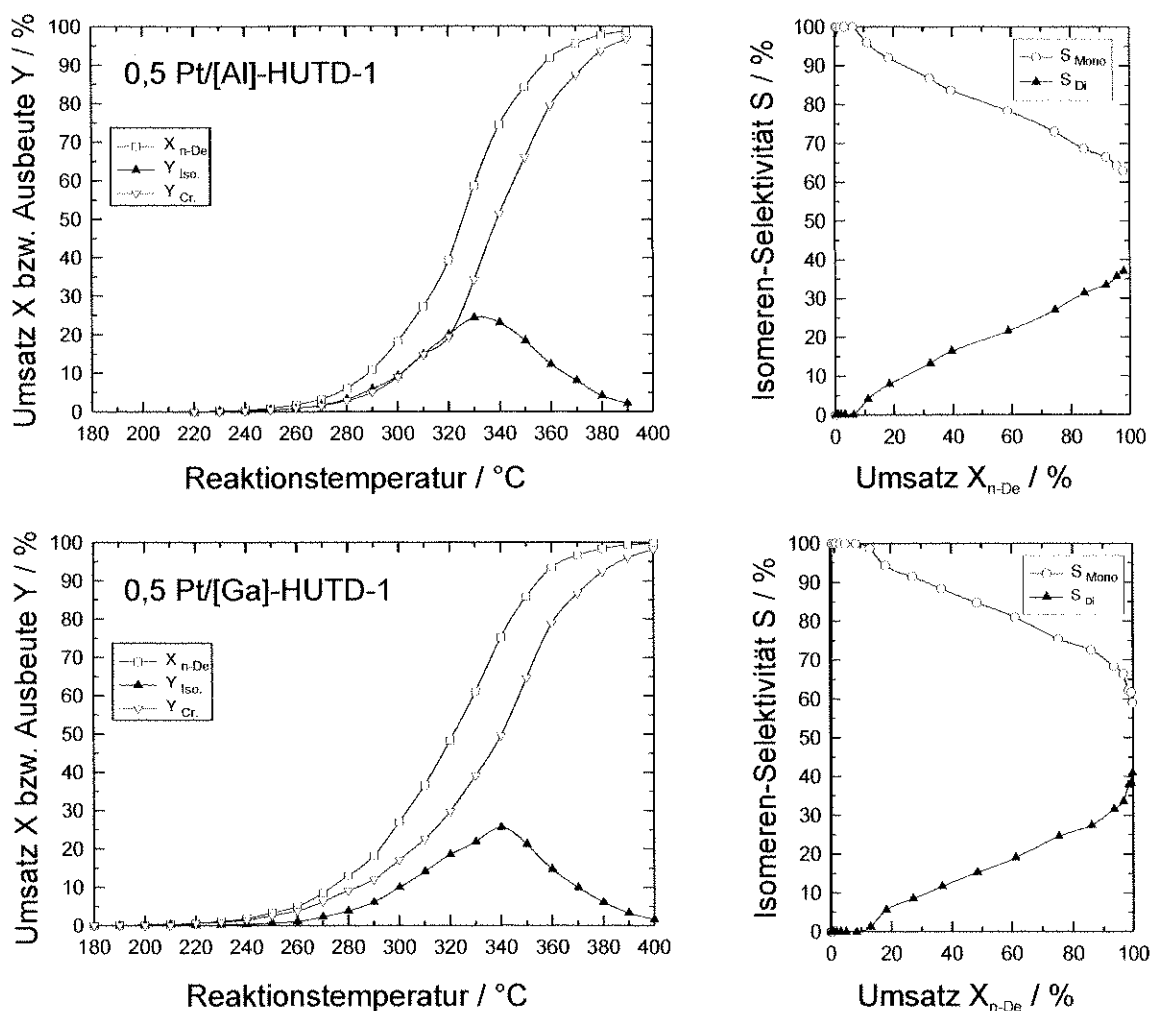 Umsatz X bzw. Ausbeute Y / %
100
90
80
70
60
50
40
30
20
10
0
0,5 Pt/[Al]-HUTD-1
X n-De
Y Iso.
Y Cr.
180 200 220 240 260 280 300 320 340 360 380 400
Reaktionstemperatur / °C
Isomeren-Selektivität S / %
100
90
80
70
60
50
40
30
20
10
0
S Mono
S Di
0 20 40 60 80 100
Umsatz X n-De / %
Umsatz X bzw. Ausbeute Y / %
100
90
80
70
60
50
40
30
20
10
0
0,5 Pt/[Ga]-HUTD-1
X n-De
Y Iso.
Y Cr.
180 200 220 240 260 280 300 320 340 360 380 400
Reaktionstemperatur / °C
Isomeren-Selektivität S / %
100
90
80
70
60
50
40
30
20
10
0
S Mono
S Di
0 20 40 60 80 100
Umsatz X n-De / %